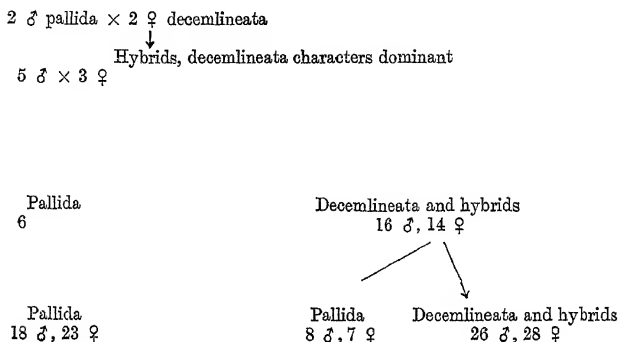 2 ♂ pallida × 2 ♀ decemlineata
Hybrids, decemlineata characters dominant
5 ♂ × 3 ♀
Pallida Decemlineata and hybrids
6 16 ♂, 14 ♀
Pallida Pallida Decemlineata and hybrids
18 ♂, 23 ♀ 8 ♂, 7 ♀ 26 ♂, 28 ♀